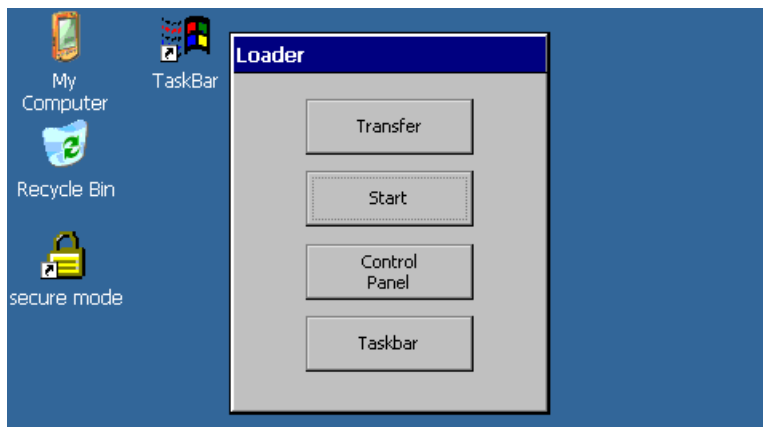 My
Computer
TaskBar
Recycle Bin
secure mode
Loader
Transfer
Start
Control
Panel
Taskbar